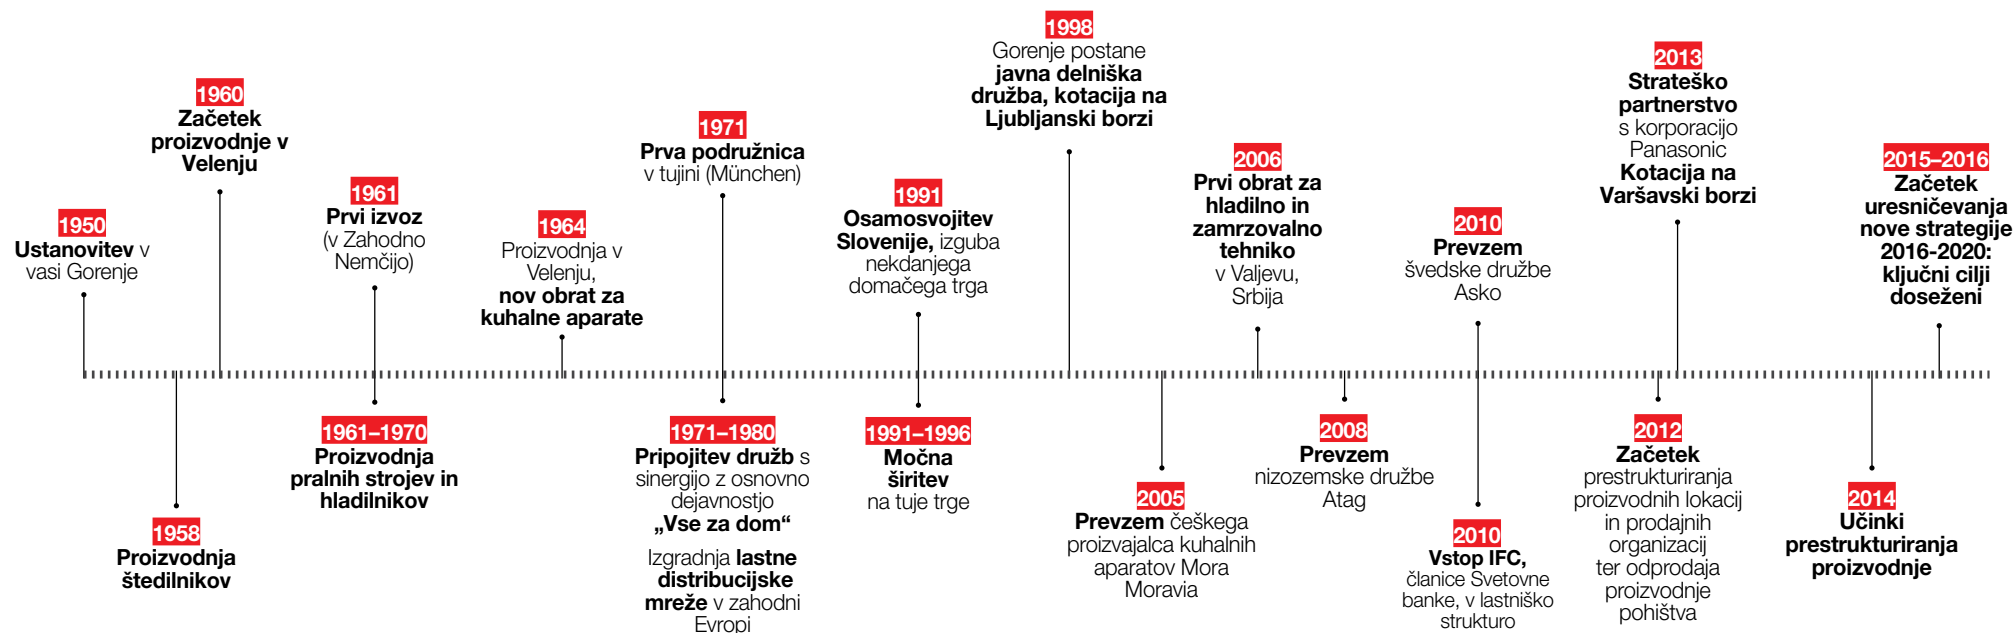 1950
Ustanovitev v
vasi Gorenje
1958
Proizvodnja
štedilnikov
1960
Začetek
proizvodnje v
Velenju
1961
Prvi izvoz
(v Zahodno
Nemčijo)
1961–1970
Proizvodnja
pralnih strojev in
hladilnikov
1964
Proizvodnja v
Velenju,
nov obrat za
kuhalne aparate
1971
Prva podružnica
v tujini (München)
1971–1980
Pripojitev družb s
sinergijo z osnovno
dejavnostjo
„Vse za dom“
Izgradnja lastne
distribucijske
mreže v zahodni
Evropi
1991
Osamosvojitev
Slovenije, izguba
nekdanjega
domačega trga
1991–1996
Močna
širitev
na tuje trge
1998
Gorenje postane
javna delniška
družba, kotacija na
Ljubljanski borzi
2005
Prevzem češkega
proizvajalca kuhalnih
aparatov Mora
Moravia
2006
Prvi obrat za
hladilno in
zamrzovalno
tehniko
v Valjevu,
Srbija
2008
Prevzem
nizozemske družbe
Atag
2010
Prevzem
švedske družbe
Asko
2010
Vstop IFC,
članice Svetovne
banke, v lastniško
strukturo
2012
Začetek
prestrukturiranja
proizvodnih lokacij
in prodajnih
organizacij
ter odprodaja
proizvodnje
pohištva
2013
Strateško
partnerstvo
s korporacijo
Panasonic
Kotacija na
Varšavski borzi
2014
Učinki
prestrukturiranja
proizvodnje
2015–2016
Začetek
uresničevanja
nove strategije
2016-2020:
ključni cilji
doseženi